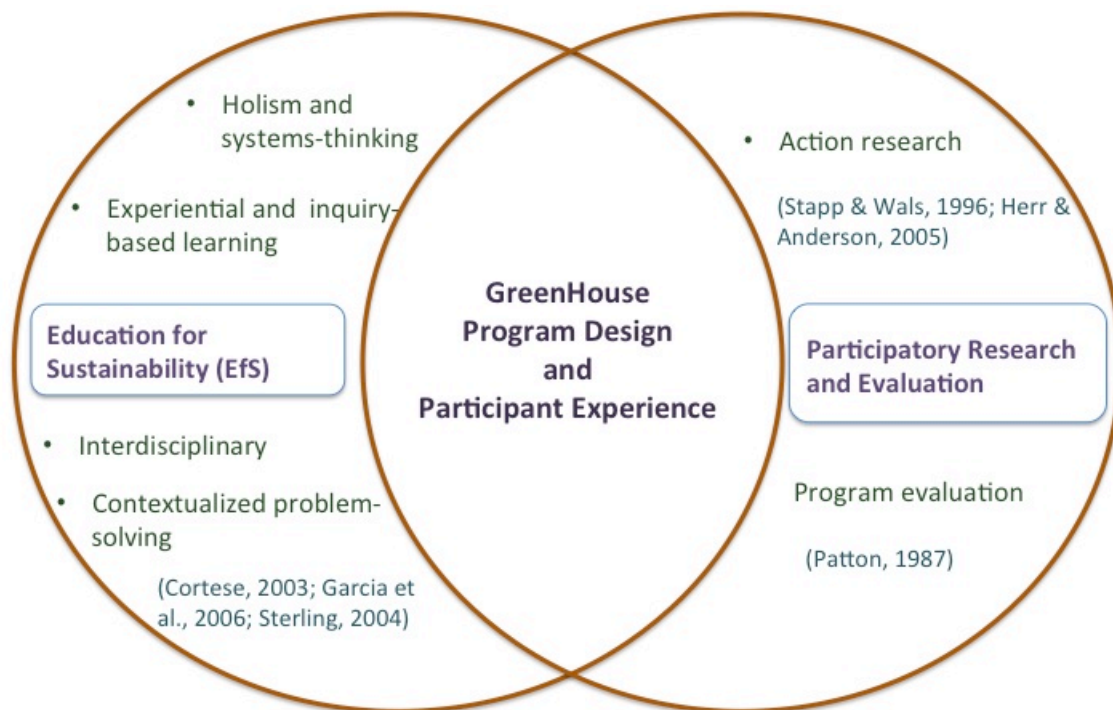 • Holism and
systems-thinking
• Experiential and inquiry-
based learning
Education for
Sustainability (EfS)
• Interdisciplinary
• Contextualized problem-
solving
(Cortese, 2003; Garcia et
al., 2006; Sterling, 2004)
GreenHouse
Program Design
and
Participant Experience
• Action research
(Stapp & Wals, 1996; Herr &
Anderson, 2005)
Participatory Research
and Evaluation
Program evaluation
(Patton, 1987)